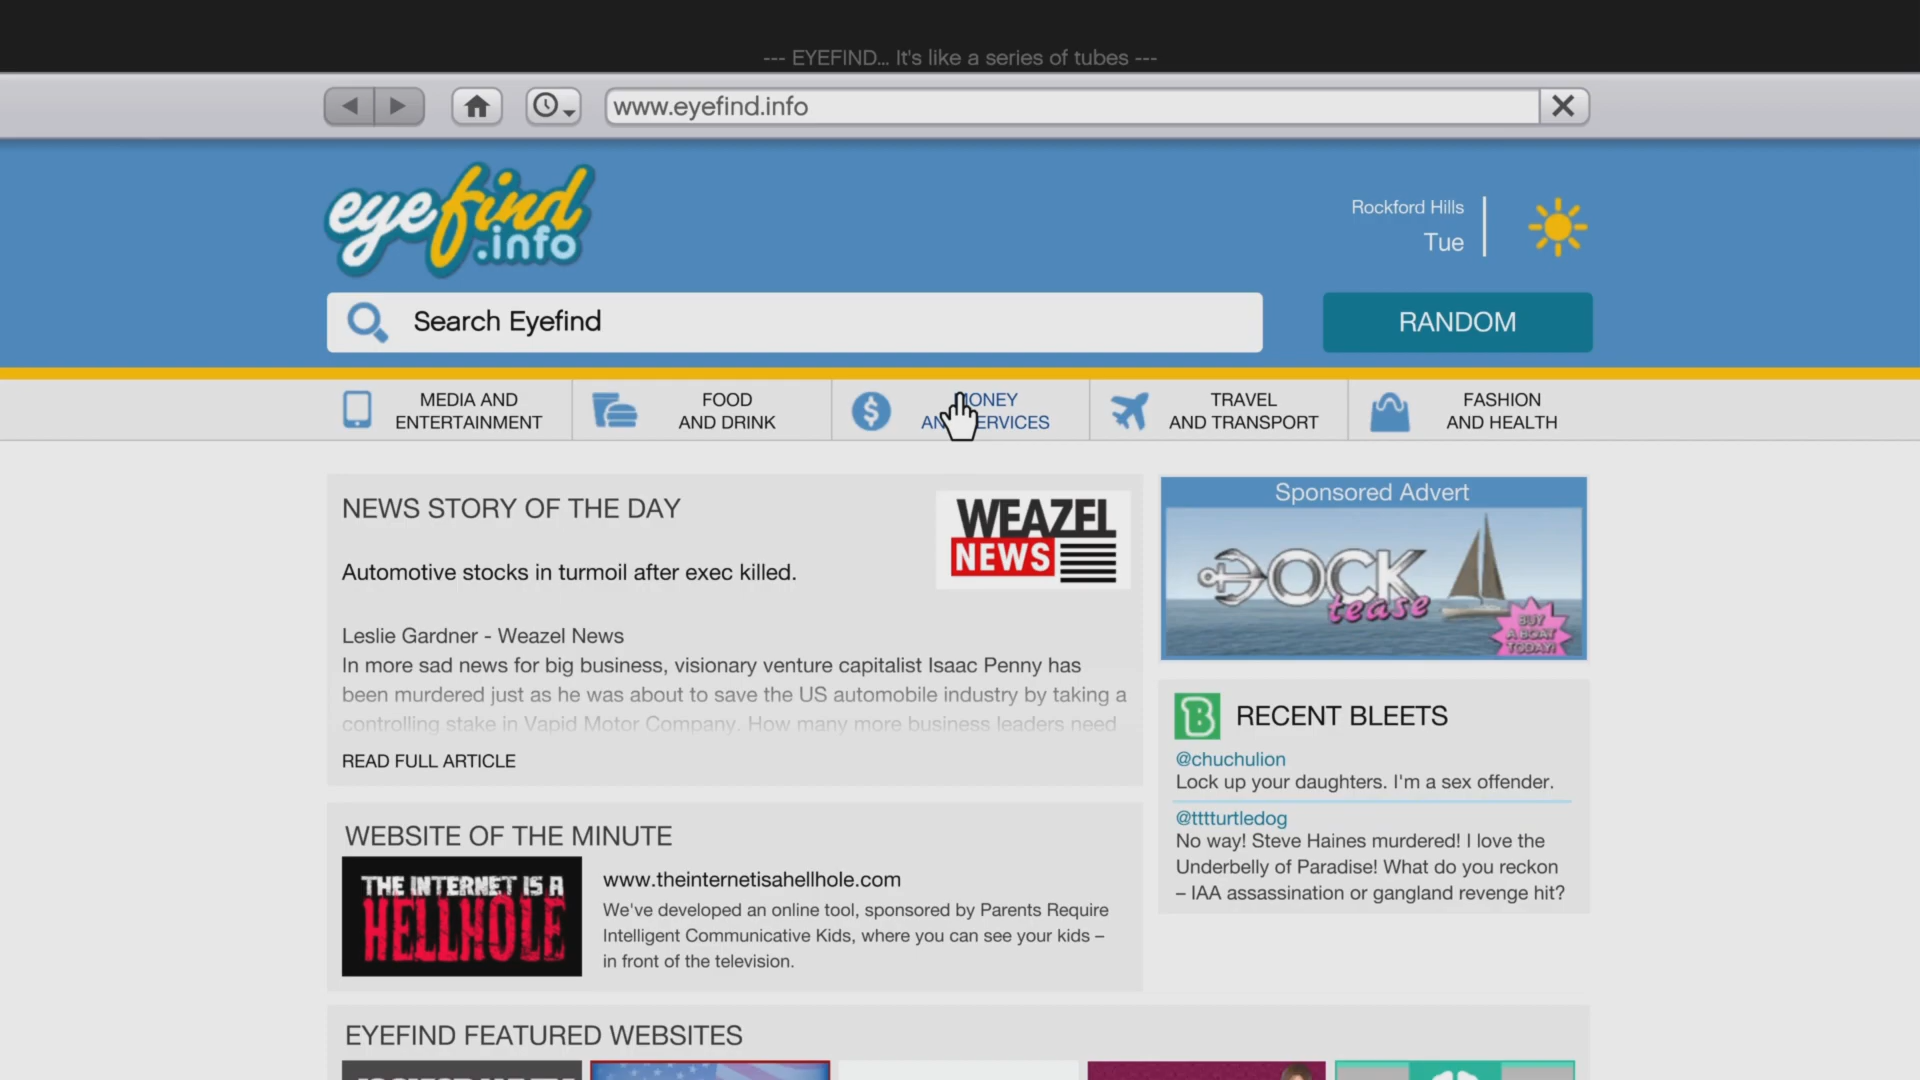 --- EYEFIND... It's like a series of tubes ---
www.eyefind.info
eyefind
.info
Rockford Hills
Tue
Search Eyefind
RANDOM
MEDIA AND
ENTERTAINMENT
FOOD
AND DRINK
ONEY
AN ERVICES
TRAVEL
AND TRANSPORT
FASHION
AND HEALTH
NEWS STORY OF THE DAY
WEAZEL
NEWS
Automotive stocks in turmoil after exec killed.
Leslie Gardner - Weazel News
In more sad news for big business, visionary venture capitalist Isaac Penny has
been murdered just as he was about to save the US automobile industry by taking a
controlling stake in Vapid Motor Company. How many more business leaders need
READ FULL ARTICLE
Sponsored Advert
DOCK
tease
BUY
A BOAT
TODAY!
RECENT BLEETS
@chuchulion
Lock up your daughters. I'm a sex offender.
@tttturtledog
No way! Steve Haines murdered! I love the
Underbelly of Paradise! What do you reckon
– IAA assassination or gangland revenge hit?
WEBSITE OF THE MINUTE
THE INTERNET IS A
HELLHOLE
www.theinternetisahellhole.com
We've developed an online tool, sponsored by Parents Require
Intelligent Communicative Kids, where you can see your kids –
in front of the television.
EYEFIND FEATURED WEBSITES